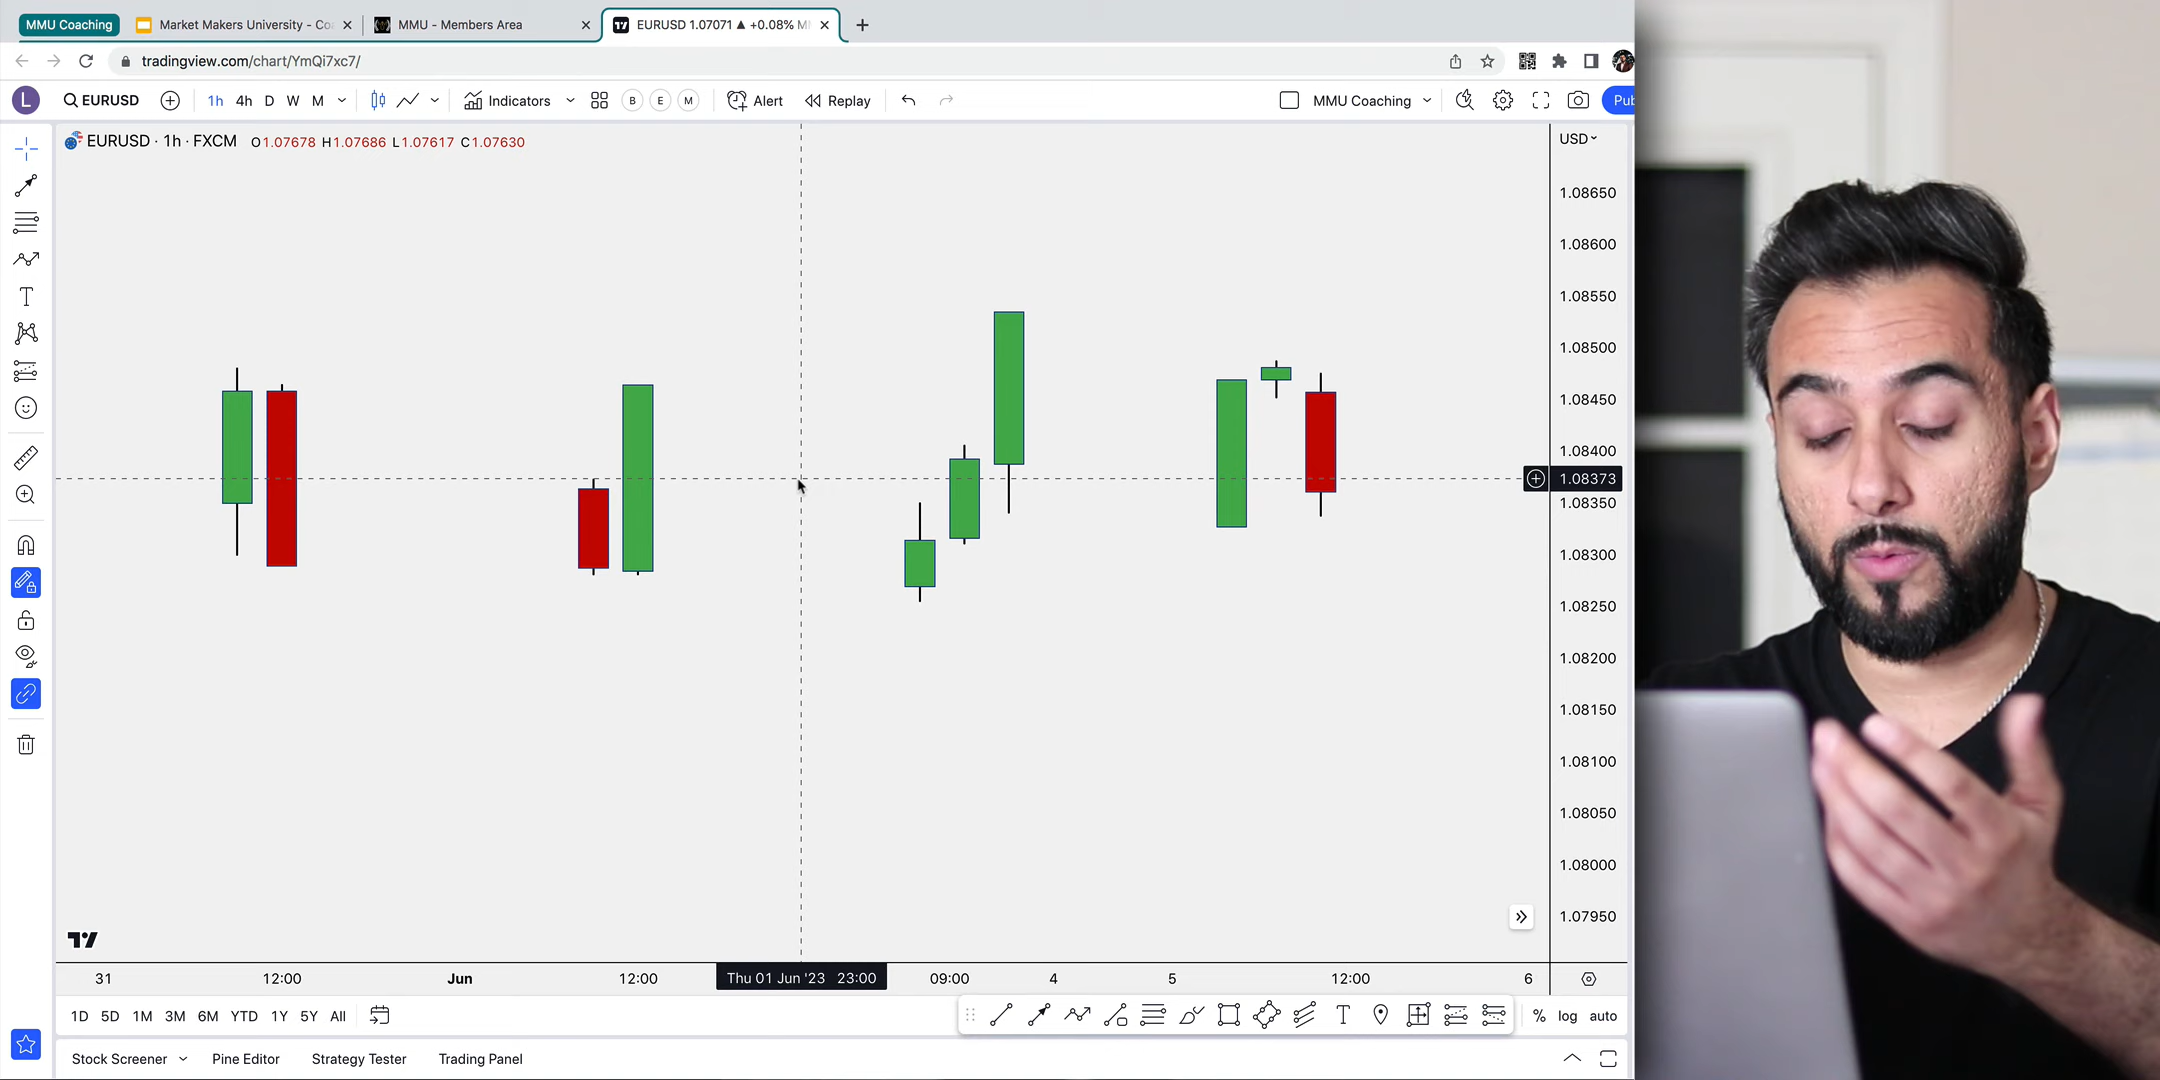 MMU Coaching
Market Makers University - Co
MMU - Members Area
EURUSD 1.07071 ▲ +0.08% M
tradingview.com/chart/YmQi7xc7/
L
EURUSD
1h 4h D W M
Indicators
B E M
Alert
Replay
MMU Coaching
Pub
EURUSD · 1h · FXCM O1.07678 H1.07686 L1.07617 C1.07630
USD
1.08650
1.08600
1.08550
1.08500
1.08450
1.08400
1.08373
1.08350
1.08300
1.08250
1.08200
1.08150
1.08100
1.08050
1.08000
1.07950
31 12:00 Jun 12:00 Thu 01 Jun '23 23:00 09:00 4 5 12:00 6
1D 5D 1M 3M 6M YTD 1Y 5Y All
% log auto
Stock Screener Pine Editor Strategy Tester Trading Panel